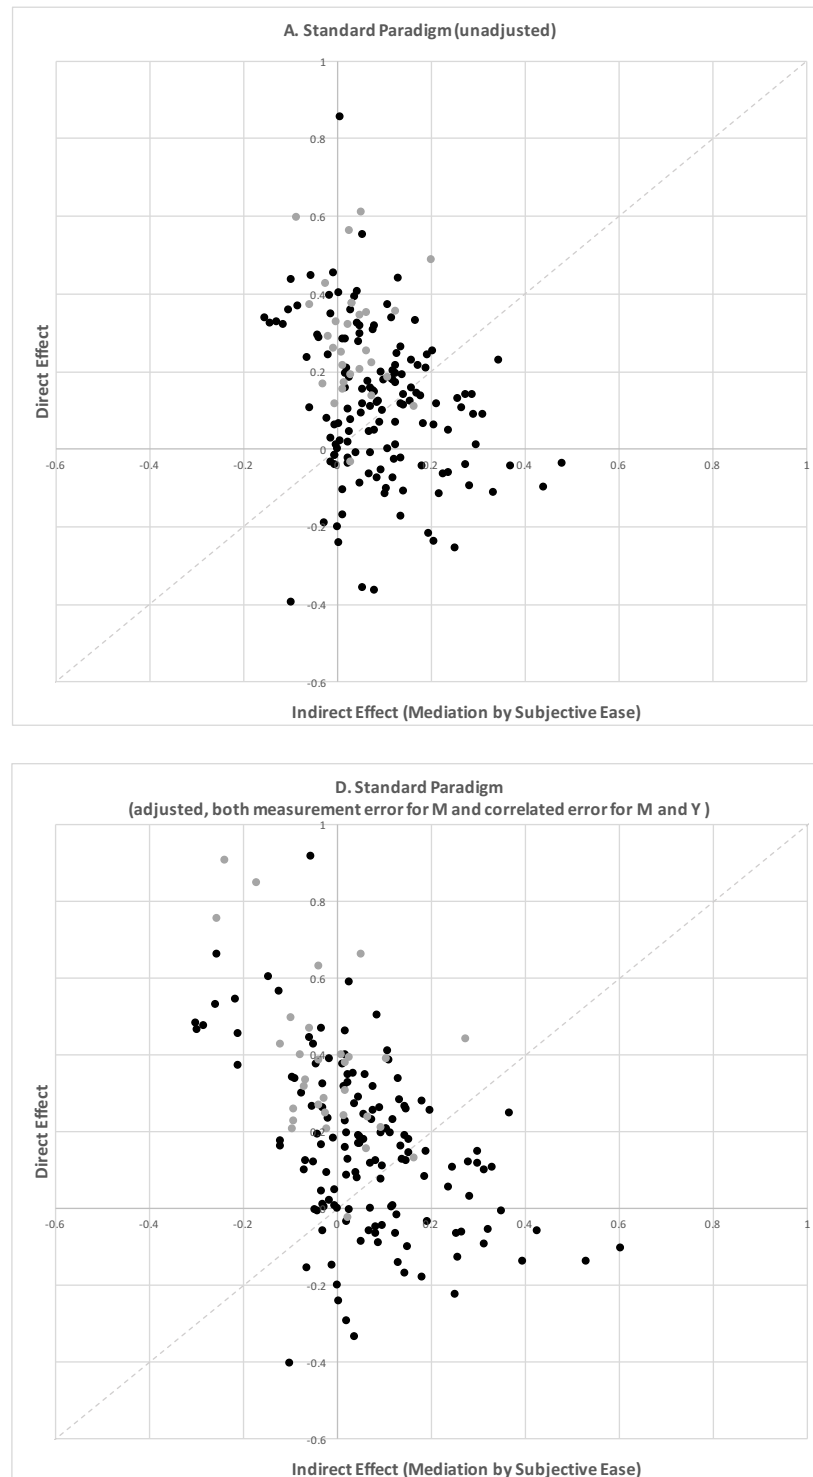 A. Standard Paradigm (unadjusted)
1
0.8
0.6
0.4
0.2
0
-0.6 -0.4 -0.2 0 0.2 0.4 0.6 0.8 1
-0.2
-0.4
-0.6
Direct Effect
Indirect Effect (Mediation by Subjective Ease)
D. Standard Paradigm
(adjusted, both measurement error for M and correlated error for M and Y )
1
0.8
0.6
0.4
0.2
0
-0.6 -0.4 -0.2 0 0.2 0.4 0.6 0.8 1
-0.2
-0.4
-0.6
Direct Effect
Indirect Effect (Mediation by Subjective Ease)